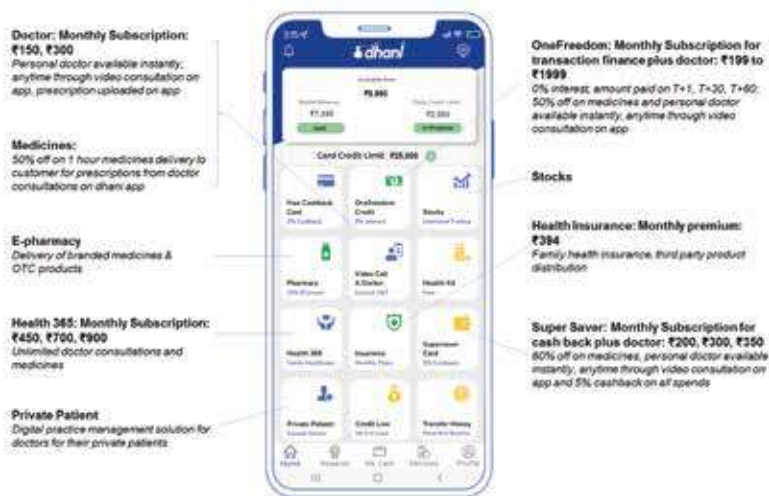 Doctor: Monthly Subscription:
₹150, ₹300
Personal doctor available instantly,
anytime through video consultation on
app, prescription uploaded on app
Medicines:
50% off on 1 hour medicines delivery to
customer for prescriptions from doctor
consultations on dhani app
E-pharmacy
Delivery of branded medicines &
OTC products
Health 365: Monthly Subscription:
₹450, ₹700, ₹900
Unlimited doctor consultations and
medicines
Private Patient
Digital practice management solution for
doctors for their private patients
dhani
Card Credit Limit
Stocks
Pharmacy
Video Call
A Doctor
Health Kit
Health 365
Insurance
Supersaver
Card
Private Patient
Credit Line
Transfer Money
Home
My Card
Profile
OneFreedom: Monthly Subscription for
transaction finance plus doctor: ₹199 to
₹1999
0% interest, amount paid on T+1, T+30, T+60;
50% off on medicines and personal doctor
available instantly, anytime through video
consultation on app
Stocks
Health Insurance: Monthly premium:
₹394
Family health insurance, third party product
distribution
Super Saver: Monthly Subscription for
cash back plus doctor: ₹200, ₹300, ₹350
60% off on medicines, personal doctor available
instantly, anytime through video consultation on
app and 5% cashback on all spends